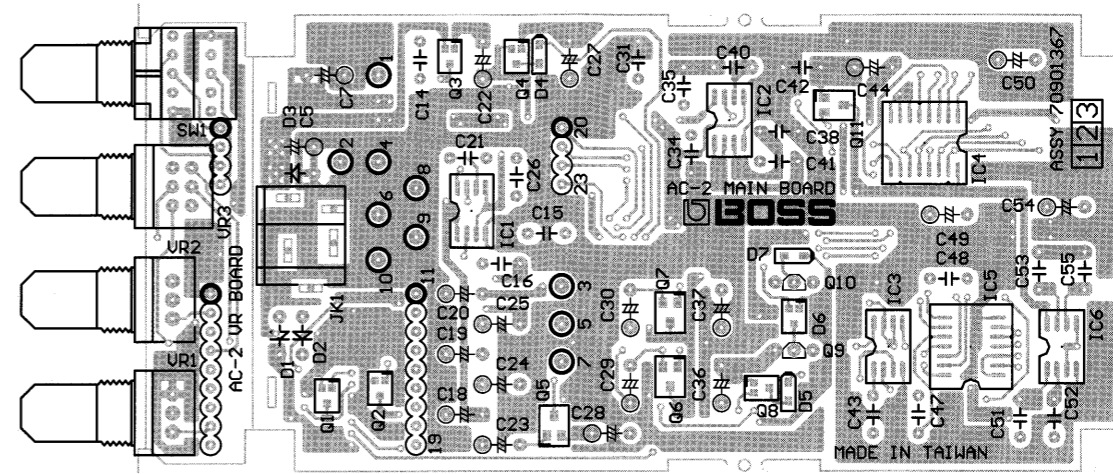 C7
1
C14
Q3
C22
Q4
D4
C27
C31
C35
C40
IC2
C42
C38
Q11
C44
C50
ASSY 70901367
1 2 3
SW1
D3
C5
2
4
C21
C26
20
23
C34
C41
IC4
AC-2 MAIN BOARD
BOSS
VR3
6
8
9
10
11
IC1
C15
C16
VR2
AC-2 VR BOARD
JK1
D7
Q10
D6
Q9
C49
C48
C54
C53
C55
IC3
IC5
IC6
C20
C25
C19
C24
C18
C23
3
5
7
C30
Q7
C37
C29
Q6
C36
Q8
D5
VR1
D1
D2
Q1
Q2
19
Q5
C28
C43
C47
C51
C52
MADE IN TAIWAN